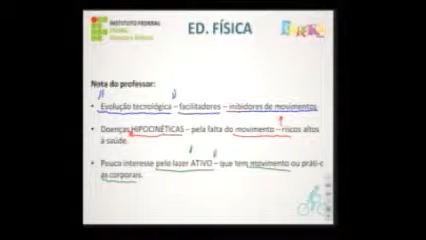 INSTITUTO FEDERAL
ED. FÍSICA
Nota do professor:
• Evolução tecnológica – facilitadores – inibidores de movimentos
• Doenças HIPOCINÉTICAS – pela falta do movimento – riscos altos
à saúde.
• Pouco interesse pelo lazer ATIVO – que tem movimento ou práti-c
as corporais.